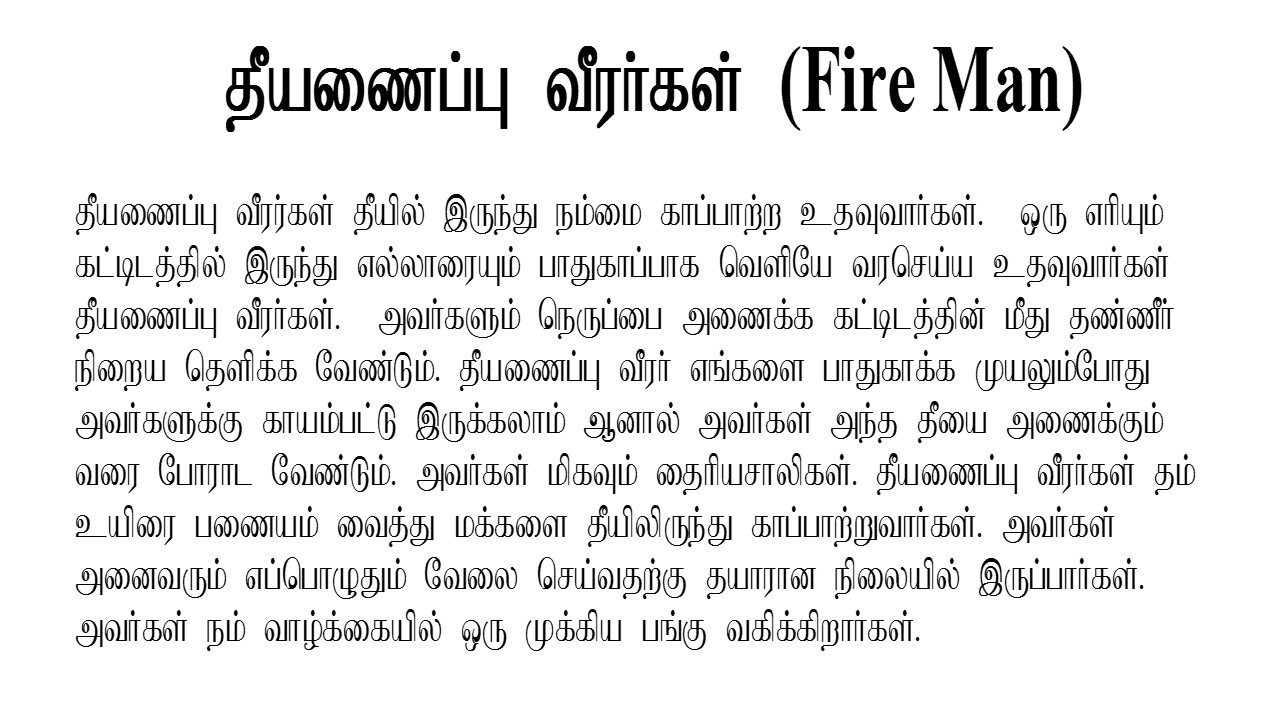 தீயணைப்பு வீரர்கள் (Fire Man)
தீயணைப்பு வீரர்கள் தீயில் இருந்து நம்மை காப்பாற்ற உதவுவார்கள். ஒரு எரியும்
கட்டிடத்தில் இருந்து எல்லாரையும் பாதுகாப்பாக வெளியே வரசெய்ய உதவுவார்கள்
தீயணைப்பு வீரர்கள். அவர்களும் நெருப்பை அணைக்க கட்டிடத்தின் மீது தண்ணீர்
நிறைய தெளிக்க வேண்டும். தீயணைப்பு வீரர் எங்களை பாதுகாக்க முயலும்போது
அவர்களுக்கு காயம்பட்டு இருக்கலாம் ஆனால் அவர்கள் அந்த தீயை அணைக்கும்
வரை போராட வேண்டும். அவர்கள் மிகவும் தைரியசாலிகள். தீயணைப்பு வீரர்கள் தம்
உயிரை பணையம் வைத்து மக்களை தீயிலிருந்து காப்பாற்றுவார்கள். அவர்கள்
அனைவரும் எப்பொழுதும் வேலை செய்வதற்கு தயாரான நிலையில் இருப்பார்கள்.
அவர்கள் நம் வாழ்க்கையில் ஒரு முக்கிய பங்கு வகிக்கிறார்கள்.